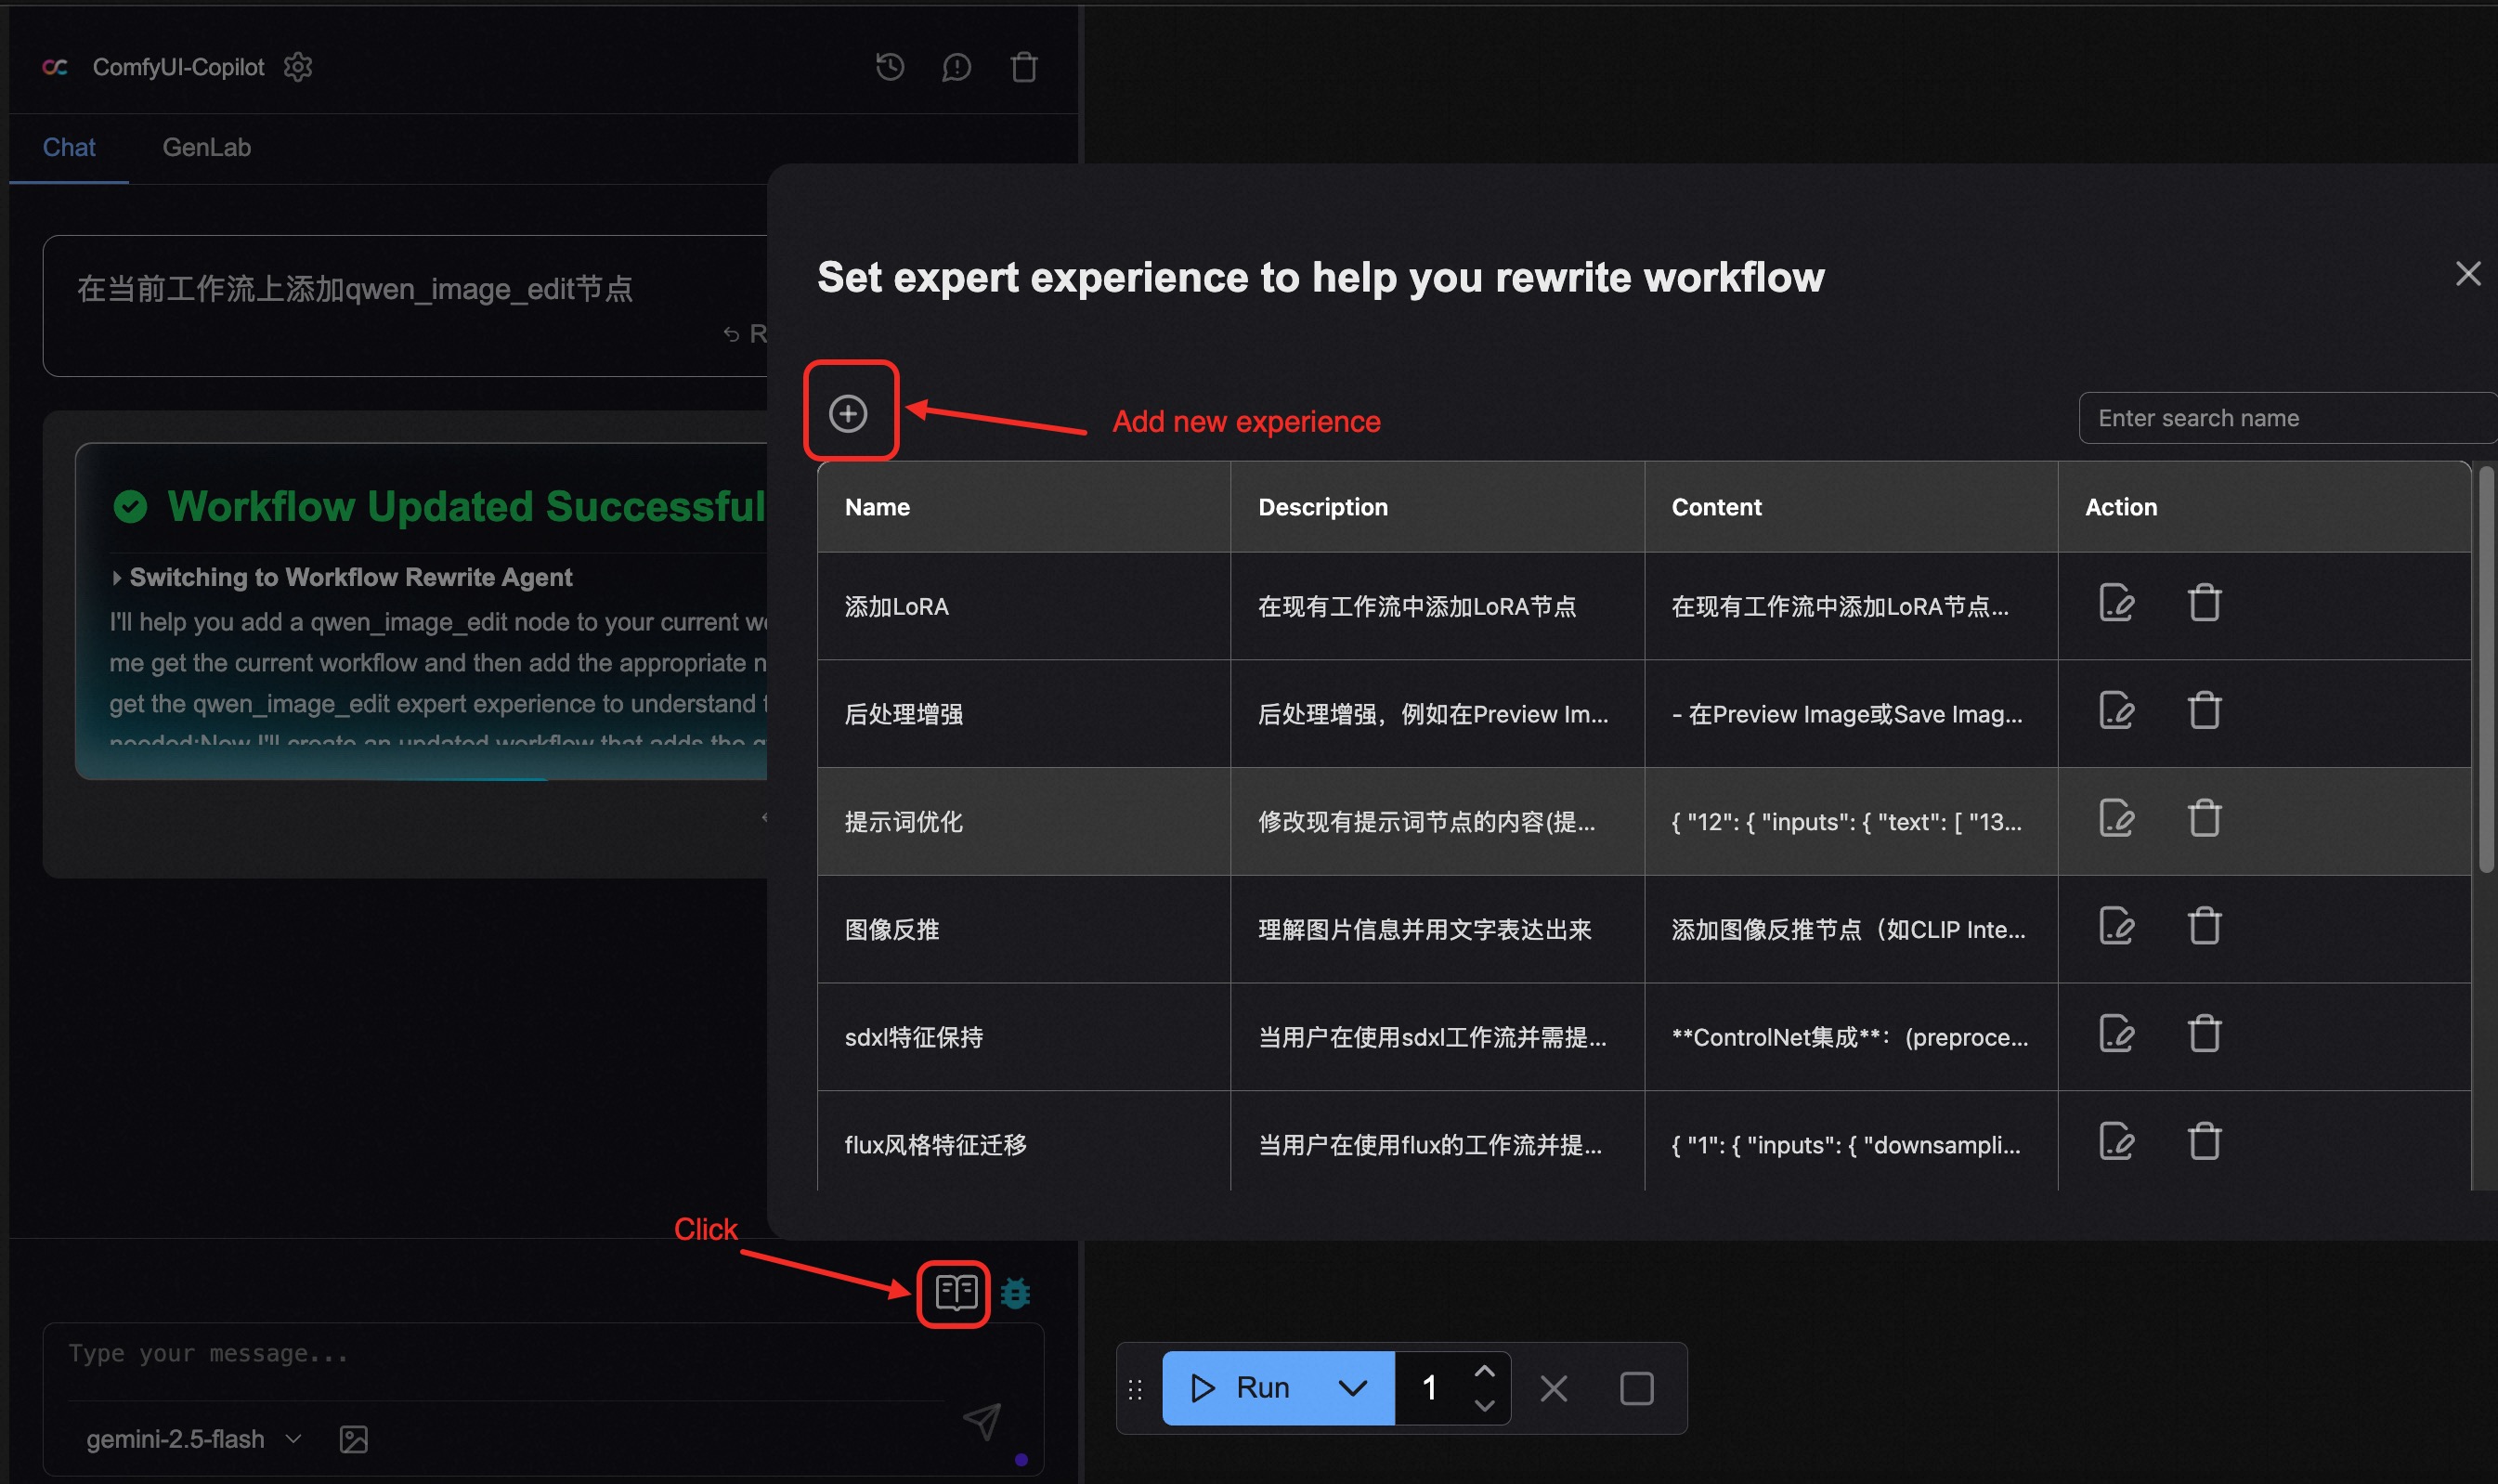 ComfyUI-Copilot
Chat
GenLab
在当前工作流上添加qwen_image_edit节点
R
Workflow Updated Successful
Switching to Workflow Rewrite Agent
I'll help you add a qwen_image_edit node to your current
me get the current workflow and then add the appropriate n
get the qwen_image_edit expert experience to understand
needed:Now I'll create an updated workflow that adds the
Set expert experience to help you rewrite workflow
Add new experience
Enter search name
Name Description Content Action
添加LoRA 在现有工作流中添加LoRA节点 在现有工作流中添加LoRA节点...
后处理增强 后处理增强，例如在Preview Im... - 在Preview Image或Save Imag...
提示词优化 修改现有提示词节点的内容(提... { "12": { "inputs": { "text": [ "13...
图像反推 理解图片信息并用文字表达出来 添加图像反推节点（如CLIP Inte...
sdxl特征保持 当用户在使用sdxl工作流并需提... **ControlNet集成**：(preproce...
flux风格特征迁移 当用户在使用flux的工作流并提... { "1": { "inputs": { "downsampli...
Click
Type your message...
gemini-2.5-flash
Run 1